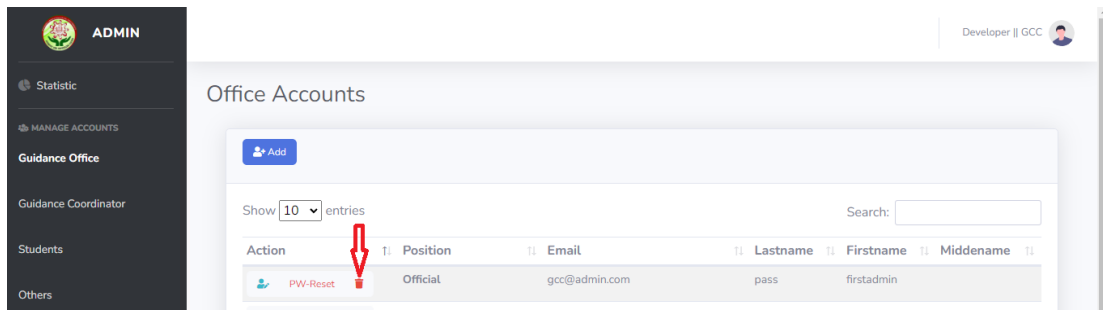 ADMIN
Developer || GCC
Statistic
Office Accounts
MANAGE ACCOUNTS
Guidance Office
Add
Guidance Coordinator
Show 10 entries
Search:
Students
Action Position Email Lastname Firstname Middename
PW-Reset Official gcc@admin.com pass firstadmin
Others